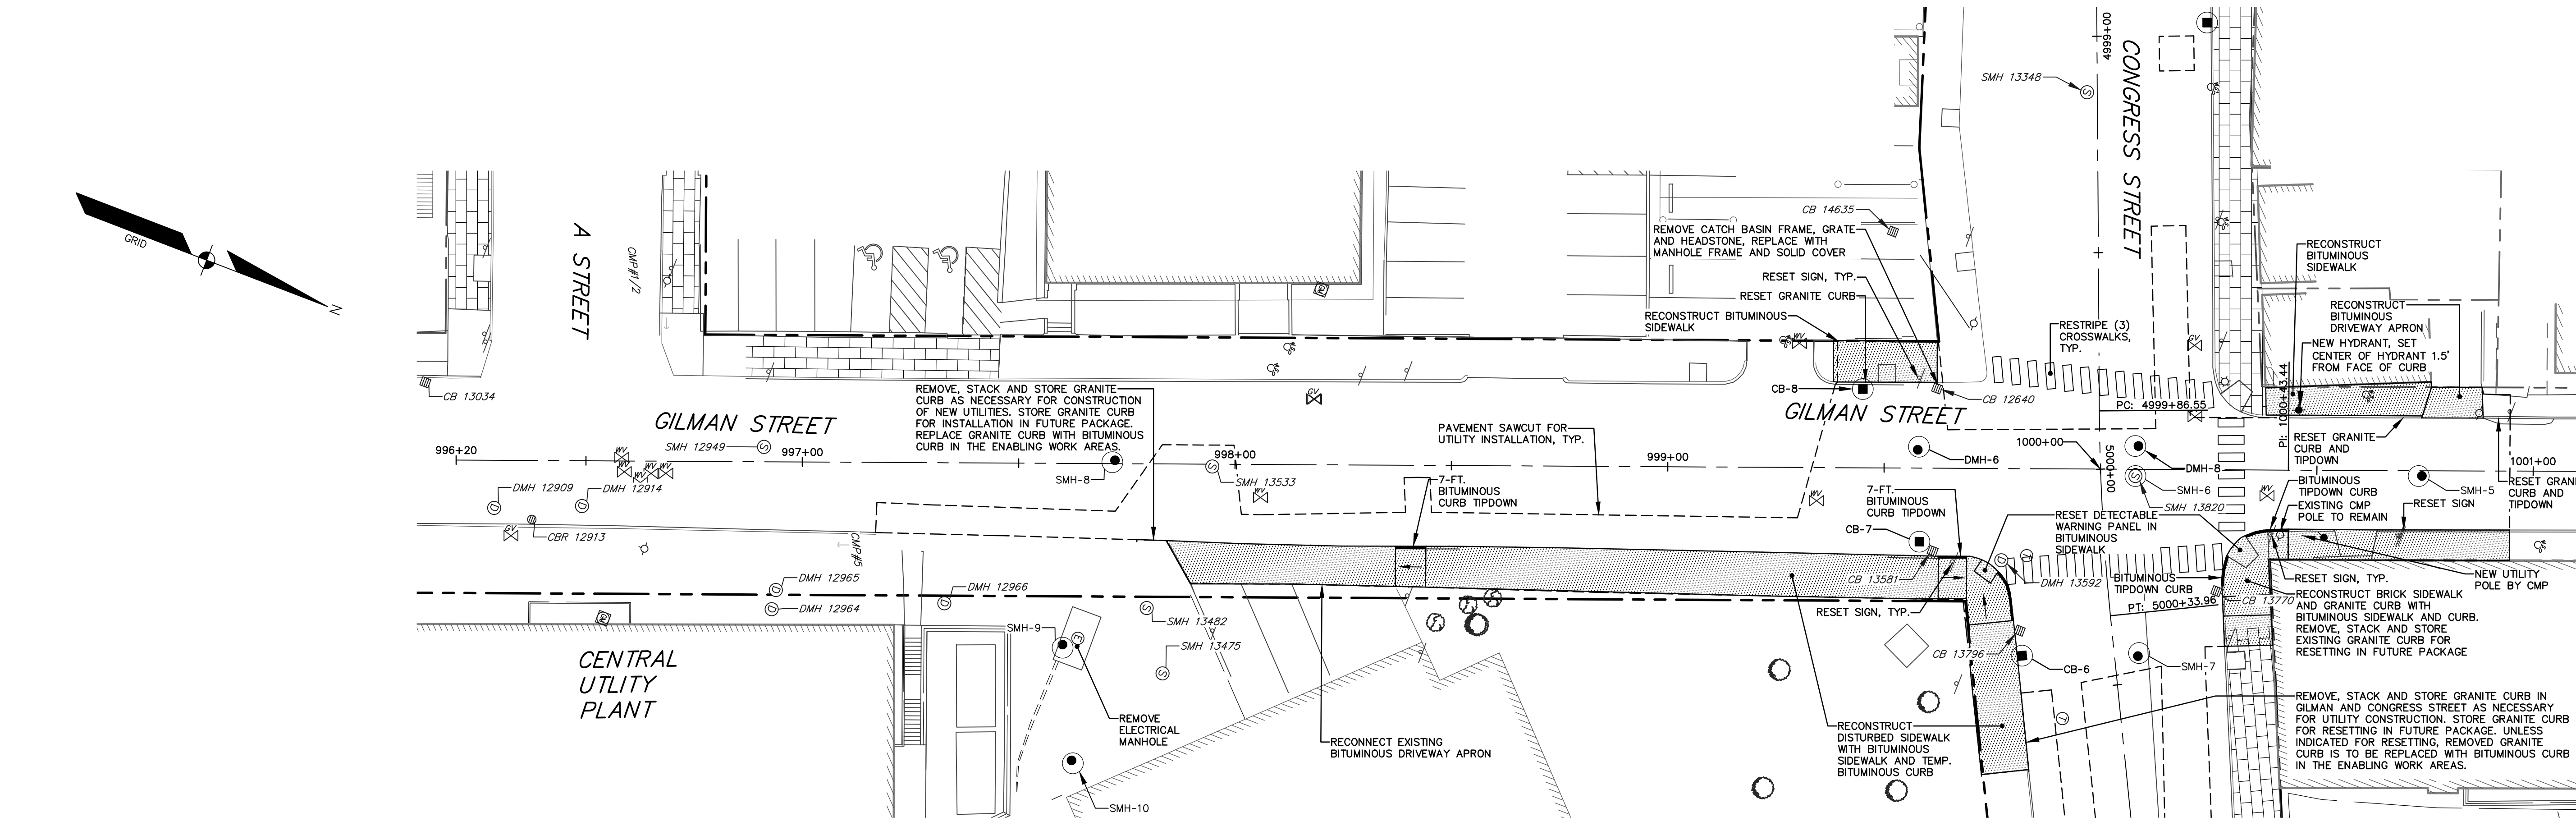 GRID
N
A STREET
CMP#1/2
CB 13034
GILMAN STREET
SMH 12949
996+20
997+00
WV
WV
WV
WV
WV
DMH 12909
DMH 12914
GV
CBR 12913
CMP#5
DMH 12965
DMH 12964
DMH 12966
CENTRAL
UTLITY
PLANT
REMOVE, STACK AND STORE GRANITE
CURB AS NECESSARY FOR CONSTRUCTION
OF NEW UTILITIES. STORE GRANITE CURB
FOR INSTALLATION IN FUTURE PACKAGE.
REPLACE GRANITE CURB WITH BITUMINOUS
CURB IN THE ENABLING WORK AREAS.
SMH-8
998+00
SMH 13533
WV
GV
GM
GM
SMH-9
SMH 13482
SMH 13475
E
REMOVE
ELECTRICAL
MANHOLE
SMH-10
RECONNECT EXISTING
BITUMINOUS DRIVEWAY APRON
7-FT.
BITUMINOUS
CURB TIPDOWN
PAVEMENT SAWCUT FOR
UTILITY INSTALLATION, TYP.
999+00
WV
WV
CB 14635
REMOVE CATCH BASIN FRAME, GRATE
AND HEADSTONE, REPLACE WITH
MANHOLE FRAME AND SOLID COVER
RESET SIGN, TYP.
RESET GRANITE CURB
RECONSTRUCT BITUMINOUS
SIDEWALK
CB-8
GILMAN STREET
CB 12640
DMH-6
7-FT.
BITUMINOUS
CURB TIPDOWN
CB-7
CB 13581
RESET SIGN, TYP.
CB 13796
CB-6
RECONSTRUCT
DISTURBED SIDEWALK
WITH BITUMINOUS
SIDEWALK AND TEMP.
BITUMINOUS CURB
SMH 13348
4999+00
CONGRESS STREET
RESTRIPE (3)
CROSSWALKS,
TYP.
GV
WV
PC: 4999+86.55
1000+00
5000+00
DMH-8
SMH-6
SMH 13820
RESET DETECTABLE
WARNING PANEL IN
BITUMINOUS
SIDEWALK
DMH 13592
BITUMINOUS
TIPDOWN CURB
PT: 5000+33.96
CB 13770
SMH-7
T
PI: 1000+43.44
WV
RECONSTRUCT
BITUMINOUS
SIDEWALK
RECONSTRUCT
BITUMINOUS
DRIVEWAY APRON
NEW HYDRANT, SET
CENTER OF HYDRANT 1.5'
FROM FACE OF CURB
RESET GRANITE
CURB AND
TIPDOWN
1001+00
SMH-5
RESET GRANI
CURB AND
TIPDOWN
BITUMINOUS
TIPDOWN CURB
EXISTING CMP
POLE TO REMAIN
RESET SIGN
NEW UTILITY
POLE BY CMP
RESET SIGN, TYP.
RECONSTRUCT BRICK SIDEWALK
AND GRANITE CURB WITH
BITUMINOUS SIDEWALK AND CURB.
REMOVE, STACK AND STORE
EXISTING GRANITE CURB FOR
RESETTING IN FUTURE PACKAGE
REMOVE, STACK AND STORE GRANITE CURB IN
GILMAN AND CONGRESS STREET AS NECESSARY
FOR UTILITY CONSTRUCTION. STORE GRANITE CURB
FOR RESETTING IN FUTURE PACKAGE. UNLESS
INDICATED FOR RESETTING, REMOVED GRANITE
CURB IS TO BE REPLACED WITH BITUMINOUS CURB
IN THE ENABLING WORK AREAS.